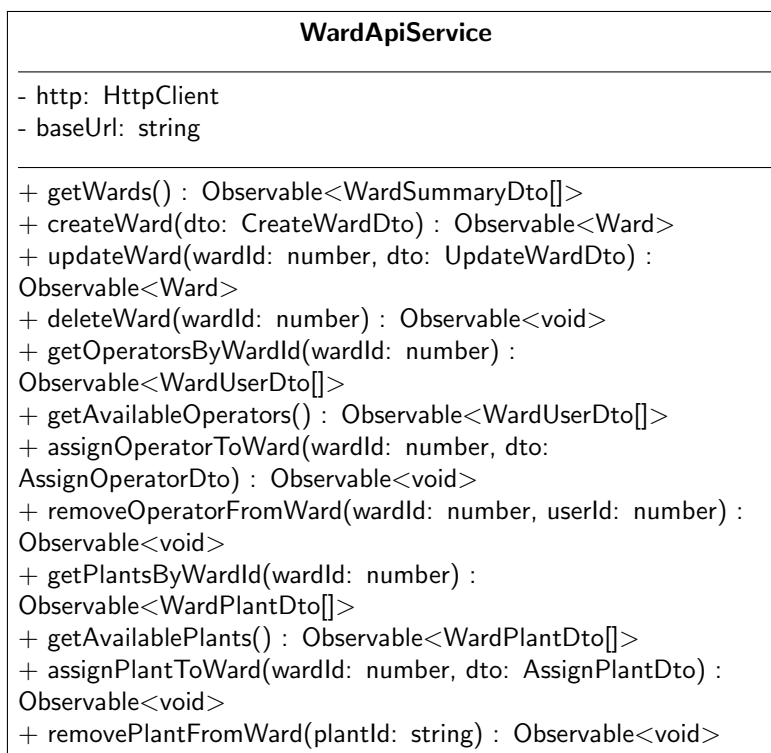 WardApiService
- http: HttpClient
- baseUrl: string
+ getWards() : Observable<WardSummaryDto[]>
+ createWard(dto: CreateWardDto) : Observable<Ward>
+ updateWard(wardId: number, dto: UpdateWardDto) :
Observable<Ward>
+ deleteWard(wardId: number) : Observable<void>
+ getOperatorsByWardId(wardId: number) :
Observable<WardUserDto[]>
+ getAvailableOperators() : Observable<WardUserDto[]>
+ assignOperatorToWard(wardId: number, dto:
AssignOperatorDto) : Observable<void>
+ removeOperatorFromWard(wardId: number, userId: number) :
Observable<void>
+ getPlantsByWardId(wardId: number) :
Observable<WardPlantDto[]>
+ getAvailablePlants() : Observable<WardPlantDto[]>
+ assignPlantToWard(wardId: number, dto: AssignPlantDto) :
Observable<void>
+ removePlantFromWard(plantId: string) : Observable<void>